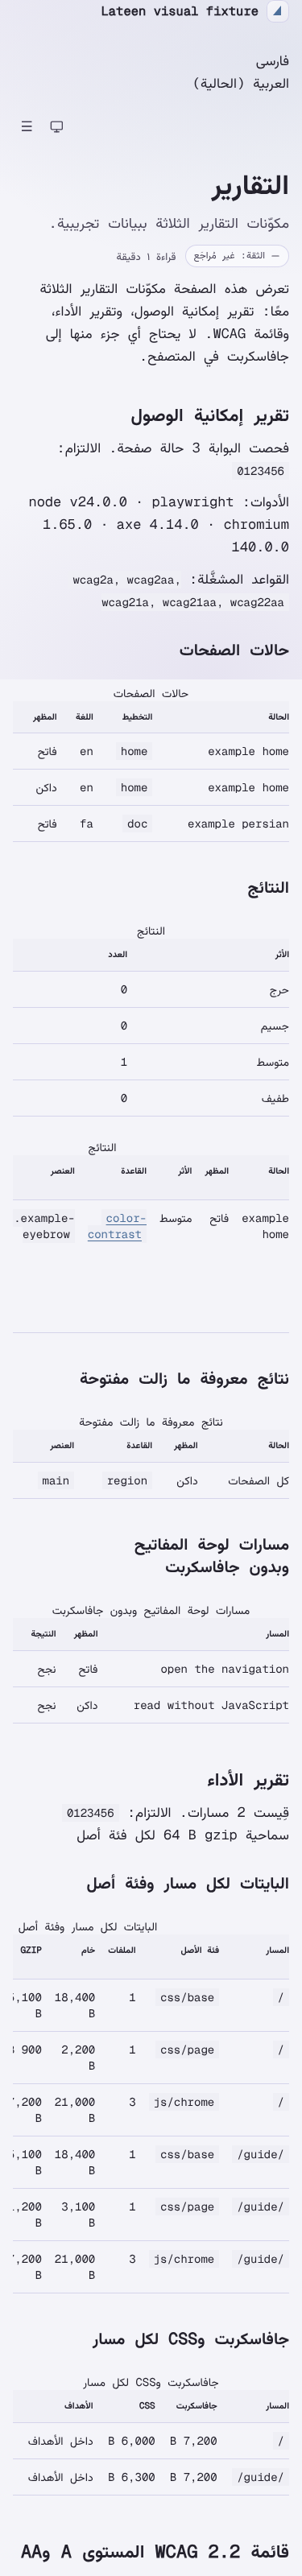 Lateen visual fixture
فارسی
العربية (الحالية)
التقارير
مكوّنات التقارير الثلاثة ببيانات تجريبية.
— الثقة: غير مُراجَع
قراءة ١ دقيقة
تعرض هذه الصفحة مكوّنات التقارير الثلاثة
معًا: تقرير إمكانية الوصول، وتقرير الأداء،
وقائمة WCAG. لا يحتاج أي جزء منها إلى
جافاسكربت في المتصفح.
تقرير إمكانية الوصول
فحصت البوابة 3 حالة صفحة. الالتزام:
0123456
الأدوات: node v24.0.0 · playwright
1.65.0 · axe 4.14.0 · chromium
140.0.0
القواعد المشغَّلة: wcag2a, wcag2aa,
wcag21a, wcag21aa, wcag22aa
حالات الصفحات
حالات الصفحات
الحالة التخطيط اللغة المظهر
example home home en فاتح
example home home en داكن
example persian doc fa فاتح
النتائج
النتائج
الأثر العدد
حرج 0
جسيم 0
متوسط 1
طفيف 0
النتائج
الحالة المظهر الأثر القاعدة العنصر
example فاتح متوسط color- .example-
home contrast eyebrow
نتائج معروفة ما زالت مفتوحة
نتائج معروفة ما زالت مفتوحة
الحالة المظهر القاعدة العنصر
كل الصفحات داكن region main
مسارات لوحة المفاتيح
وبدون جافاسكربت
مسارات لوحة المفاتيح وبدون جافاسكربت
المسار المظهر النتيجة
open the navigation فاتح نجح
read without JavaScript داكن نجح
تقرير الأداء
قِيست 2 مسارات. الالتزام: 0123456
سماحية 64 B gzip لكل فئة أصل
البايتات لكل مسار وفئة أصل
البايتات لكل مسار وفئة أصل
المسار فئة الأصل الملفات خام GZIP
/ css/base 1 18,400 ,100
B B
/ css/page 1 2,200 900
B
/ js/chrome 3 21,000 ,200
B B
/guide/ css/base 1 18,400 ,100
B B
/guide/ css/page 1 3,100 ,200
B B
/guide/ js/chrome 3 21,000 ,200
B B
جافاسكربت وCSS لكل مسار
جافاسكربت وCSS لكل مسار
المسار جافاسكربت CSS الأهداف
/ 7,200 B 6,000 B داخل الأهداف
/guide/ 7,200 B 6,300 B داخل الأهداف
قائمة WCAG 2.2 المستوى A وAA